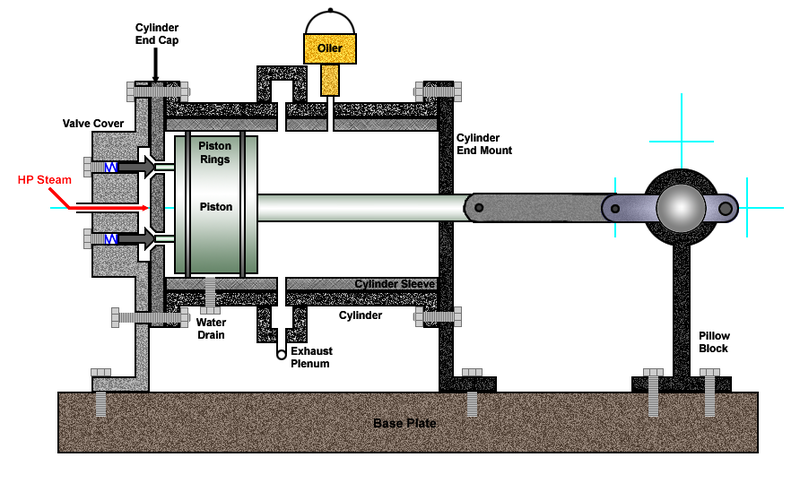 Cylinder
End Cap
Oiler
Valve Cover
Piston
Rings
Cylinder
End Mount
HP Steam
Piston
Cylinder Sleeve
Water
Drain
Cylinder
Exhaust
Plenum
Pillow
Block
Base Plate